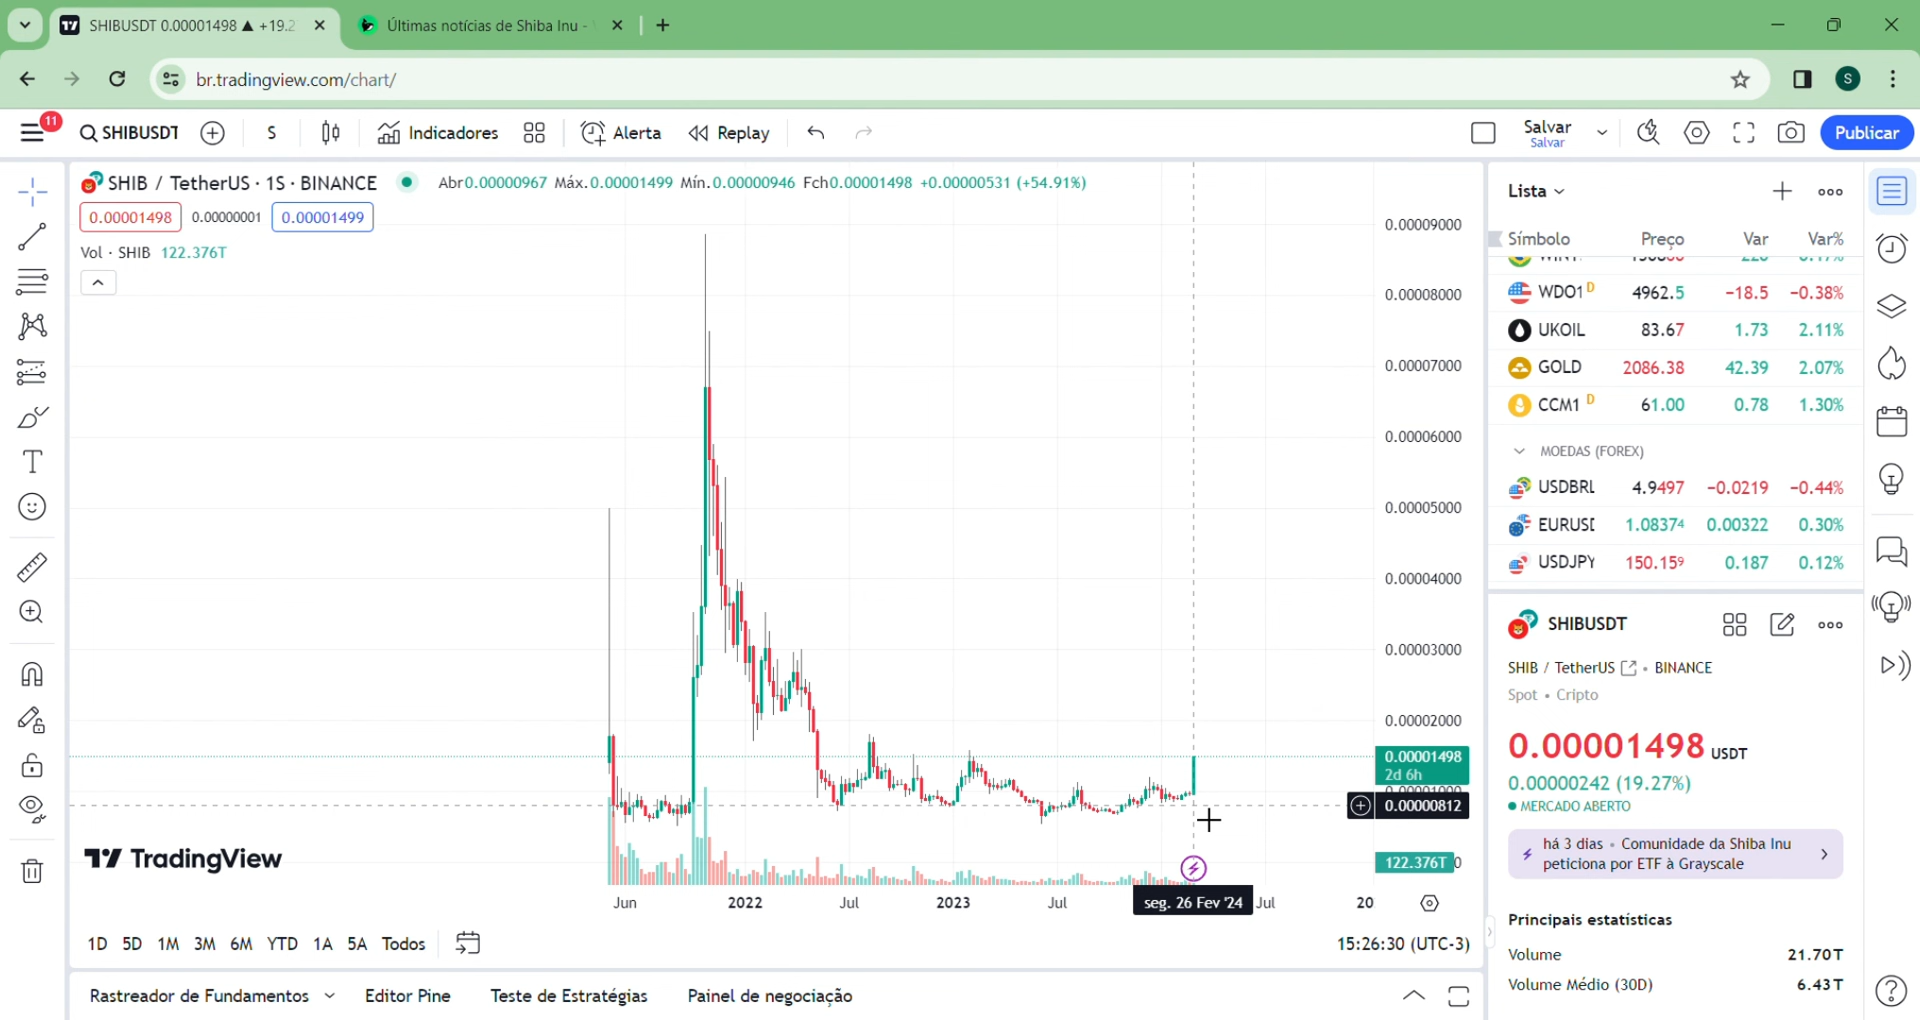 SHIBUSDT 0.00001498 ▲ +19.2
Últimas notícias de Shiba Inu -
br.tradingview.com/chart/
S
11
SHIBUSDT
S
Indicadores
Alerta
Replay
Salvar
Salvar
Publicar
SHIB / TetherUS · 1S · BINANCE
Abr0.00000967 Máx.0.00001499 Mín.0.00000946 Fch0.00001498 +0.00000531 (+54.91%)
0.00001498 0.00000001 0.00001499
Vol · SHIB 122.376T
0.00009000
0.00008000
0.00007000
0.00006000
0.00005000
0.00004000
0.00003000
0.00002000
0.00001498
2d 6h
0.00000812
122.376T
TradingView
Jun 2022 Jul 2023 Jul seg. 26 Fev '24 Jul 20
1D 5D 1M 3M 6M YTD 1A 5A Todos
15:26:30 (UTC-3)
Rastreador de Fundamentos Editor Pine Teste de Estratégias Painel de negociação
Lista
Símbolo Preço Var Var%
WDO1 D 4962.5 -18.5 -0.38%
UKOIL 83.67 1.73 2.11%
GOLD 2086.38 42.39 2.07%
CCM1 D 61.00 0.78 1.30%
MOEDAS (FOREX)
USDBRL 4.9497 -0.0219 -0.44%
EURUSD 1.08374 0.00322 0.30%
USDJPY 150.159 0.187 0.12%
SHIBUSDT
SHIB / TetherUS • BINANCE
Spot • Cripto
0.00001498 USDT
0.00000242 (19.27%)
MERCADO ABERTO
há 3 dias • Comunidade da Shiba Inu
peticiona por ETF à Grayscale
Principais estatísticas
Volume 21.70T
Volume Médio (30D) 6.43T